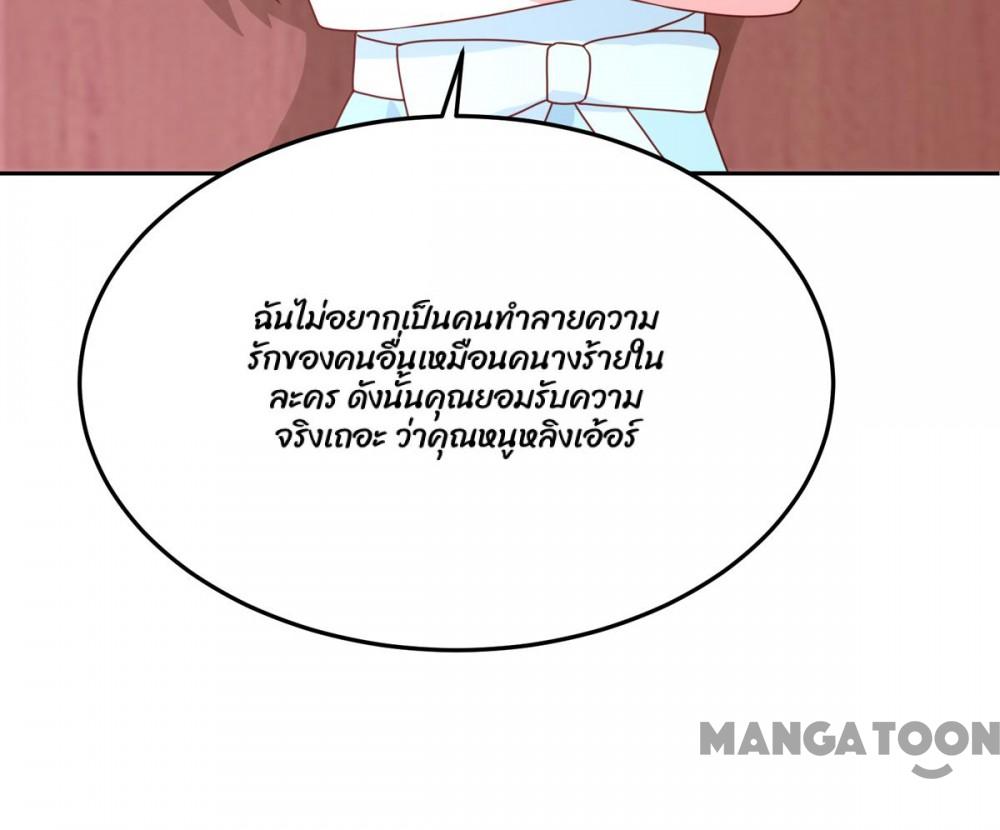 ฉันไม่อยากเป็นคนทำลายความ
รักของคนอื่นเหมือนคนางร้ายใน
ละคร ดังนั้นคุณยอมรับความ
จริงเถอะ ว่าคุณหนูหลิงเอ้อร์
MANGATOON